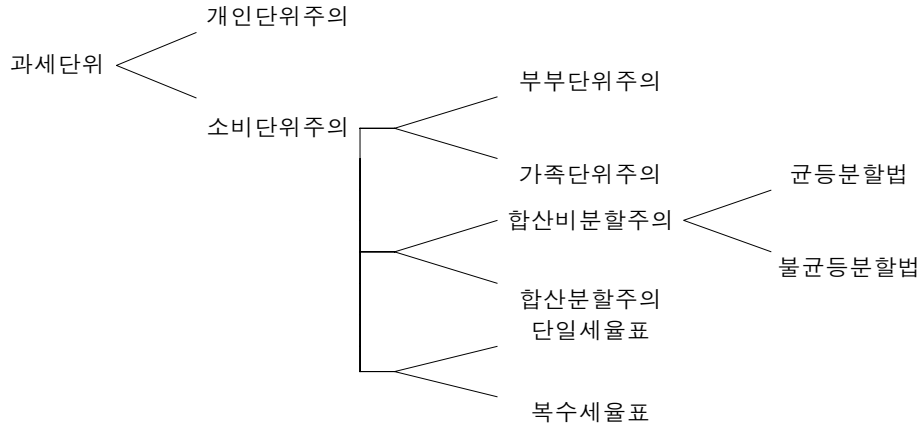 개인단위주의
과세단위
소비단위주의
부부단위주의
가족단위주의
합산비분할주의
균등분할법
불균등분할법
합산분할주의
단일세율표
복수세율표